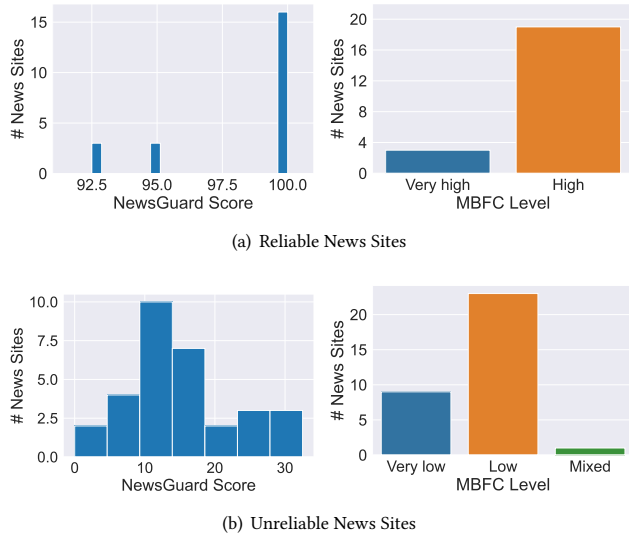 15
10
5
0
# News Sites
92.5 95.0 97.5 100.0
NewsGuard Score
20
16
12
8
4
0
# News Sites
Very high High
MBFC Level
(a) Reliable News Sites
10.0
7.5
5.0
2.5
0.0
# News Sites
0 10 20 30
NewsGuard Score
20
15
10
5
0
# News Sites
Very low Low Mixed
MBFC Level
(b) Unreliable News Sites